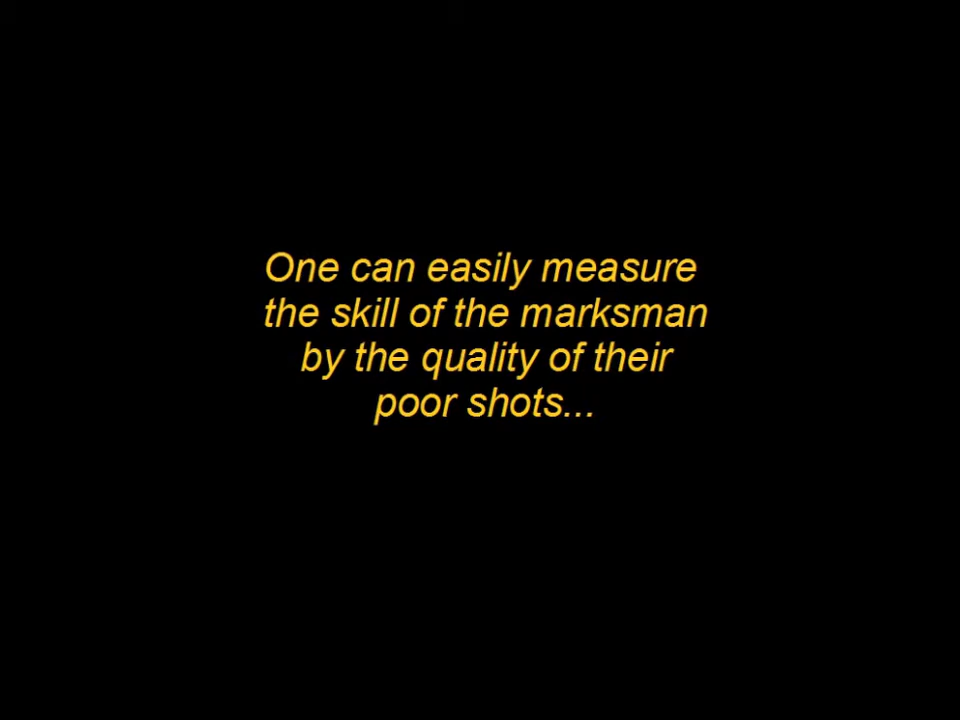 One can easily measure
the skill of the marksman
by the quality of their
poor shots...